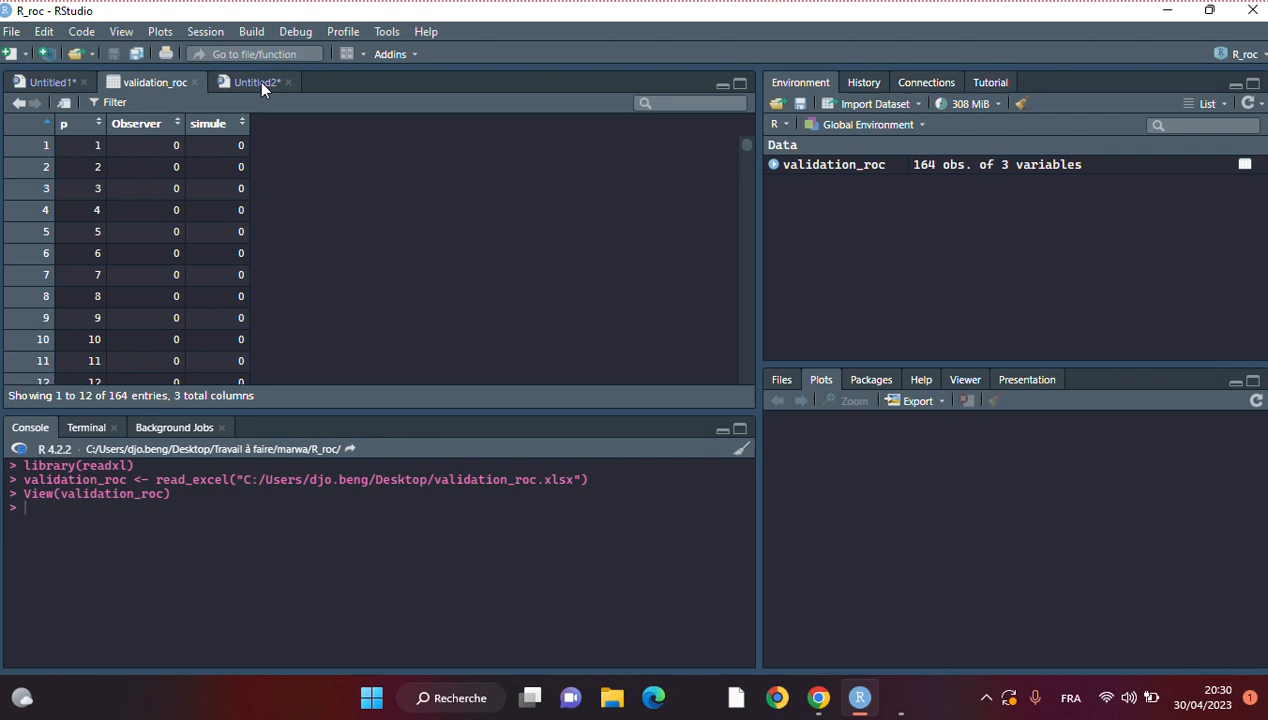 R_roc - RStudio
File Edit Code View Plots Session Build Debug Profile Tools Help
Go to file/function Addins R_roc
Untitled1* validation_roc Untitled2*
Filter
p Observer simule
1 1 0 0
2 2 0 0
3 3 0 0
4 4 0 0
5 5 0 0
6 6 0 0
7 7 0 0
8 8 0 0
9 9 0 0
10 10 0 0
11 11 0 0
12 12 0 0
Showing 1 to 12 of 164 entries, 3 total columns
Console Terminal Background Jobs
R 4.2.2 · C:/Users/djo.beng/Desktop/Travail à faire/marwa/R_roc/
> library(readxl)
> validation_roc <- read_excel("C:/Users/djo.beng/Desktop/validation_roc.xlsx")
> View(validation_roc)
>
Environment History Connections Tutorial
Import Dataset 308 MiB List
R Global Environment
Data
validation_roc 164 obs. of 3 variables
Files Plots Packages Help Viewer Presentation
Zoom Export
Recherche
FRA
20:30
30/04/2023
1